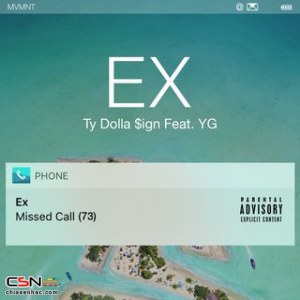 MVMNT
@
EX
Ty Dolla $ign Feat. YG
PHONE
Ex
Missed Call (73)
PARENTAL
ADVISORY
EXPLICIT CONTENT
CSN
chiasenhac.com